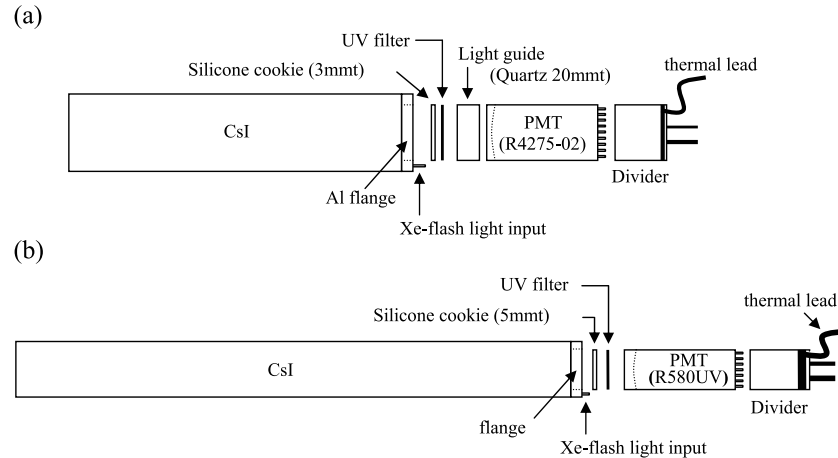 (a)
UV filter
Light guide
(Quartz 20mmt)
Silicone cookie (3mmt)
thermal lead
CsI
PMT
(R4275-02)
Divider
Al flange
Xe-flash light input
(b)
UV filter
thermal lead
Silicone cookie (5mmt)
CsI
PMT
(R580UV)
Divider
flange
Xe-flash light input